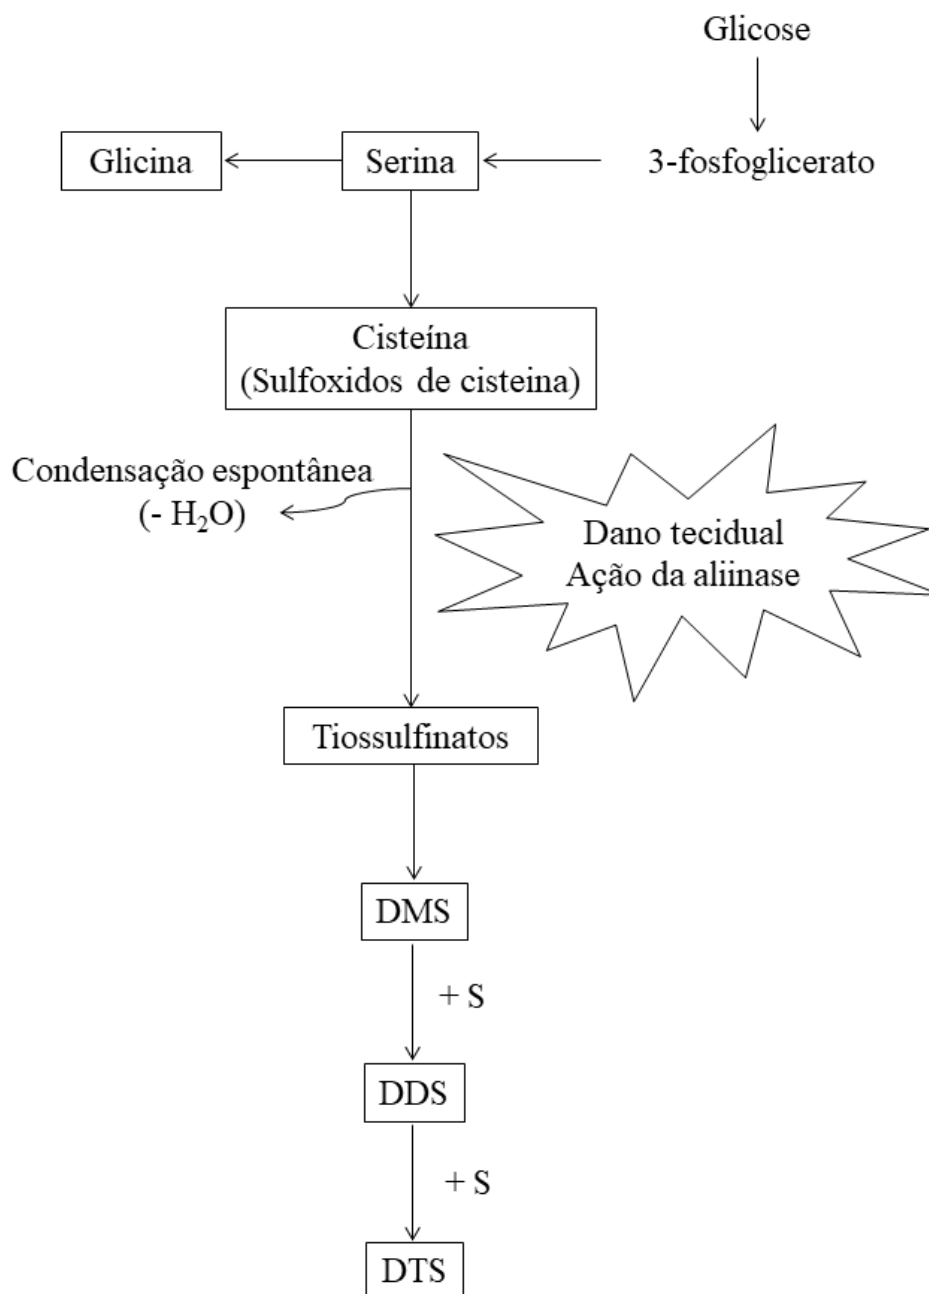 Glicose
Glicina
Serina
3-fosfoglicerato
Cisteína
(Sulfoxidos de cisteina)
Condensação espontânea
(- H₂O)
Dano tecidual
Ação da aliinase
Tiossulfinatos
DMS
+ S
DDS
+ S
DTS